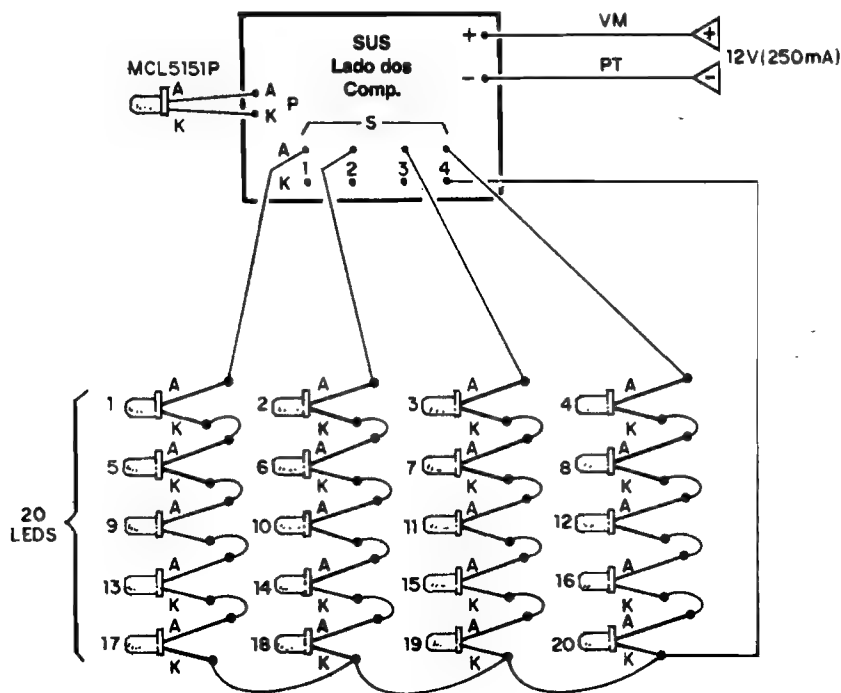 SUS
Lado dos
Comp.
+ VM + 12V(250mA)
- PT -
MCL5151P
A A
K K P
S
A 1 2 3 4
K
1 A K 2 A K 3 A K 4 A K
5 A K 6 A K 7 A K 8 A K
9 A K 10 A K 11 A K 12 A K
13 A K 14 A K 15 A K 16 A K
17 A K 18 A K 19 A K 20 A K
20
LEDS